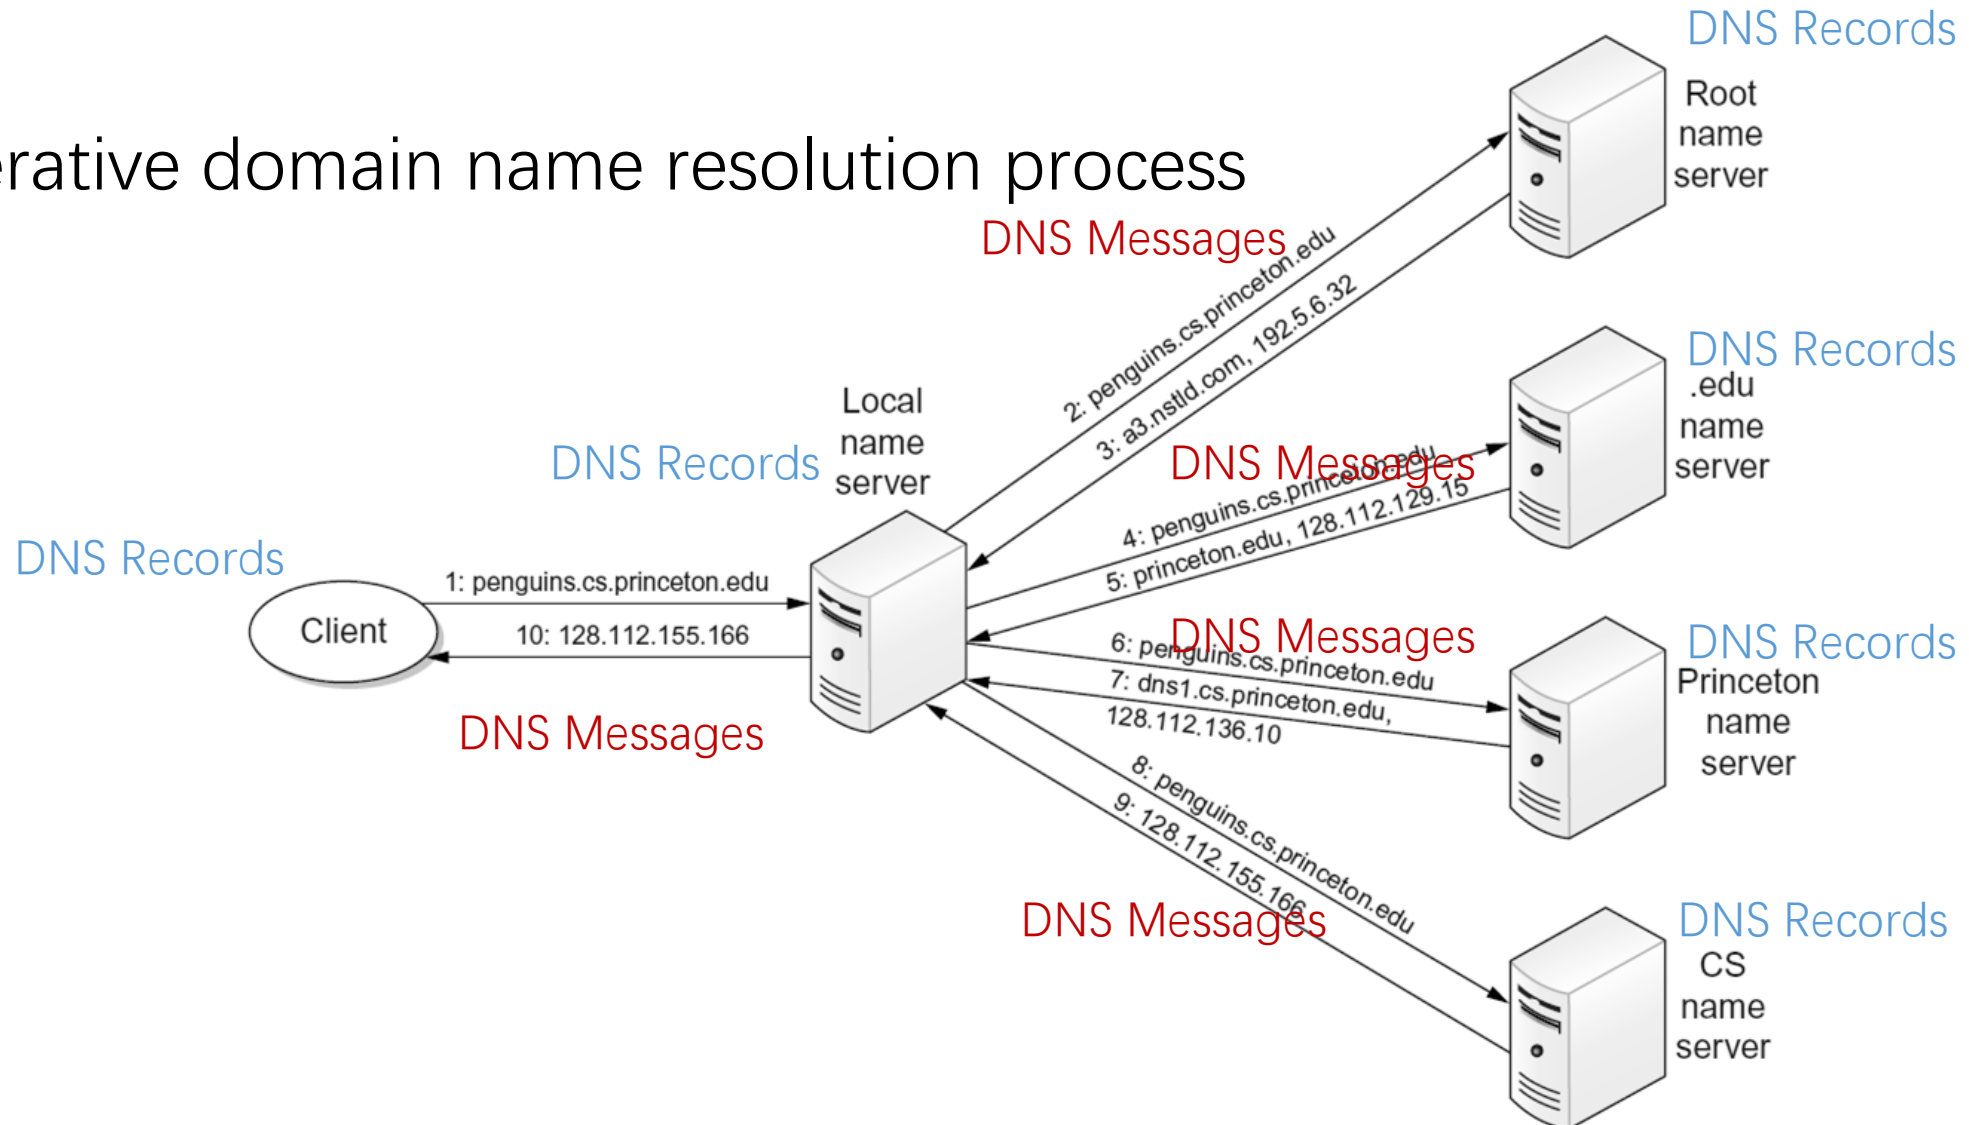 erative domain name resolution process
DNS Records
Root
name
server
DNS Messages
2: penguins.cs.princeton.edu
3: a3.nstld.com, 192.5.6.32
DNS Records
.edu
name
server
Local
name
server
DNS Records
DNS Messages
4: penguins.cs.princeton.edu
5: princeton.edu, 128.112.129.15
DNS Records
Client
1: penguins.cs.princeton.edu
10: 128.112.155.166
DNS Messages
DNS Messages
6: penguins.cs.princeton.edu
7: dns1.cs.princeton.edu,
128.112.136.10
DNS Records
Princeton
name
server
8: penguins.cs.princeton.edu
9: 128.112.155.166
DNS Messages
DNS Records
CS
name
server